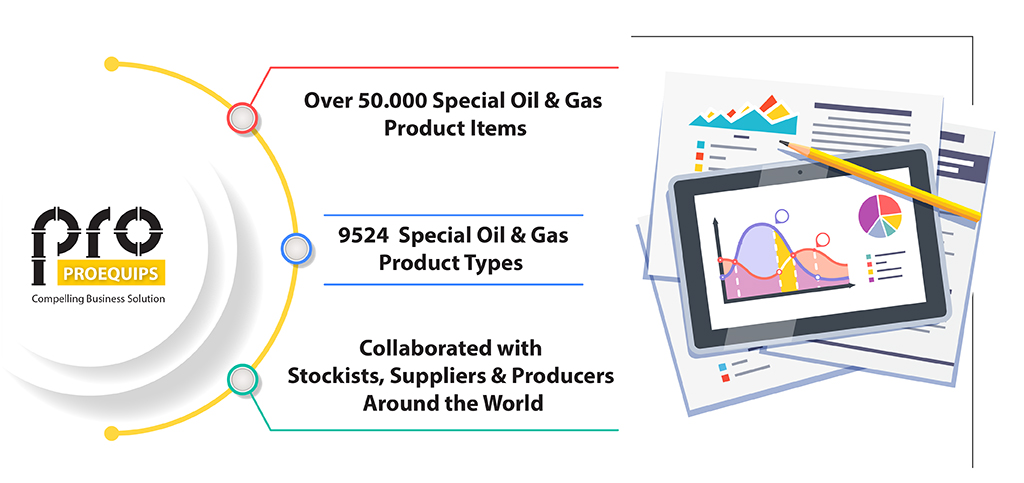 pro
PROEQUIPS
Compelling Business Solution
Over 50.000 Special Oil & Gas
Product Items
9524 Special Oil & Gas
Product Types
Collaborated with
Stockists, Suppliers & Producers
Around the World